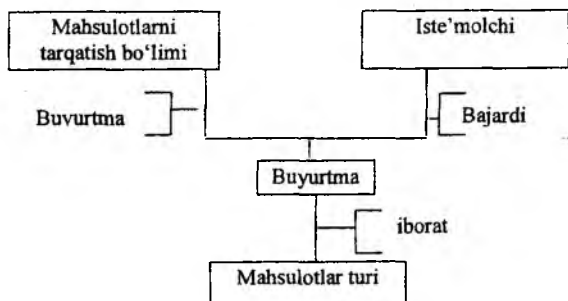 Mahsulotlarni
tarqatish bo‘limi
Iste’molchi
Buvurtma
Bajardi
Buyurtma
iborat
Mahsulotlar turi